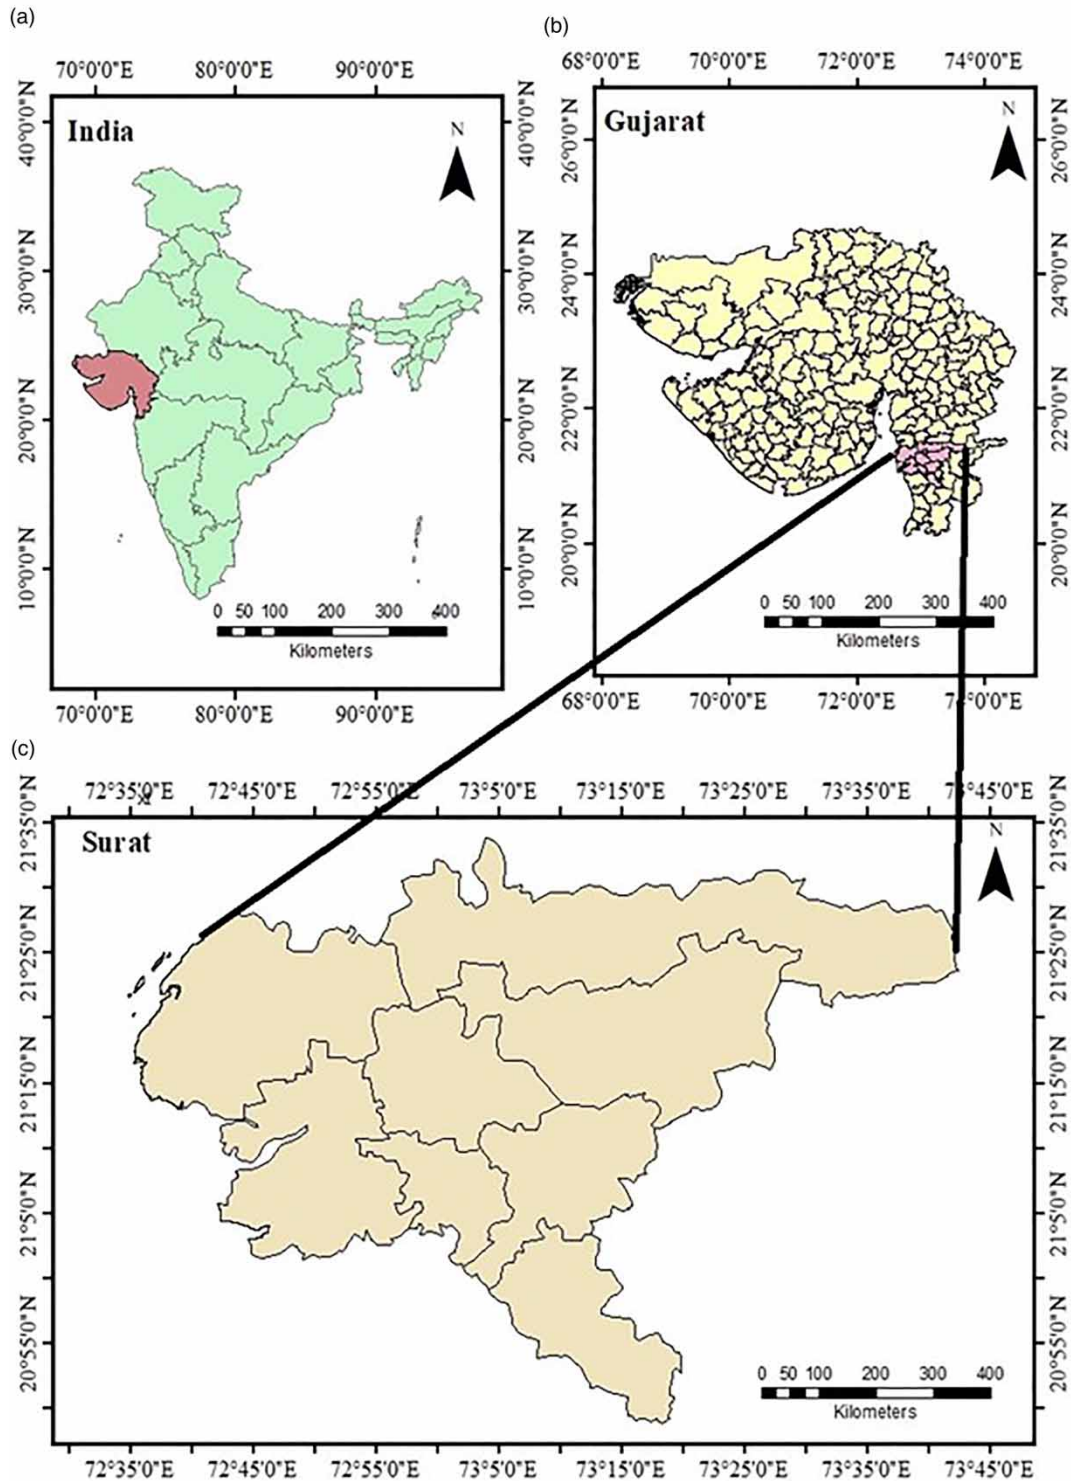 (a)
70°0'0"E 80°0'0"E 90°0'0"E
40°0'0"N
30°0'0"N
20°0'0"N
10°0'0"N
India
N
40°0'0"N
30°0'0"N
20°0'0"N
10°0'0"N
0 50 100 200 300 400
Kilometers
70°0'0"E 80°0'0"E 90°0'0"E
(b)
68°0'0"E 70°0'0"E 72°0'0"E 74°0'0"E
26°0'0"N
24°0'0"N
22°0'0"N
20°0'0"N
Gujarat
N
26°0'0"N
24°0'0"N
22°0'0"N
20°0'0"N
0 50 100 200 300 400
Kilometers
68°0'0"E 70°0'0"E 72°0'0"E 74°0'0"E
(c)
72°35'0"E 72°45'0"E 72°55'0"E 73°5'0"E 73°15'0"E 73°25'0"E 73°35'0"E 73°45'0"E
21°35'0"N
21°25'0"N
21°15'0"N
21°5'0"N
20°55'0"N
Surat
N
21°35'0"N
21°25'0"N
21°15'0"N
21°5'0"N
20°55'0"N
0 50 100 200 300 400
Kilometers
72°35'0"E 72°45'0"E 72°55'0"E 73°5'0"E 73°15'0"E 73°25'0"E 73°35'0"E 73°45'0"E